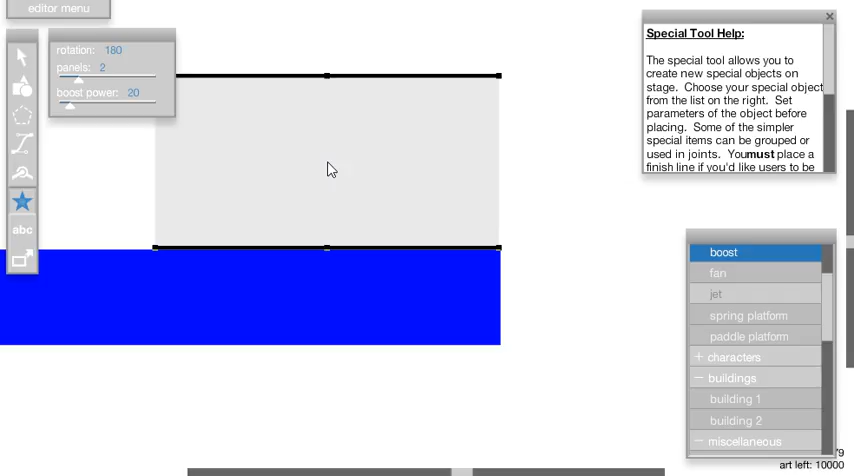 editor menu
rotation: 180
panels: 2
boost power: 20
abc
Special Tool Help:
The special tool allows you to
create new special objects on
stage. Choose your special object
from the list on the right. Set
parameters of the object before
placing. Some of the simpler
special items can be grouped or
used in joints. Youmust place a
finish line if you'd like users to be
boost
fan
jet
spring platform
paddle platform
+ characters
− buildings
building 1
building 2
− miscellaneous
art left: 10000